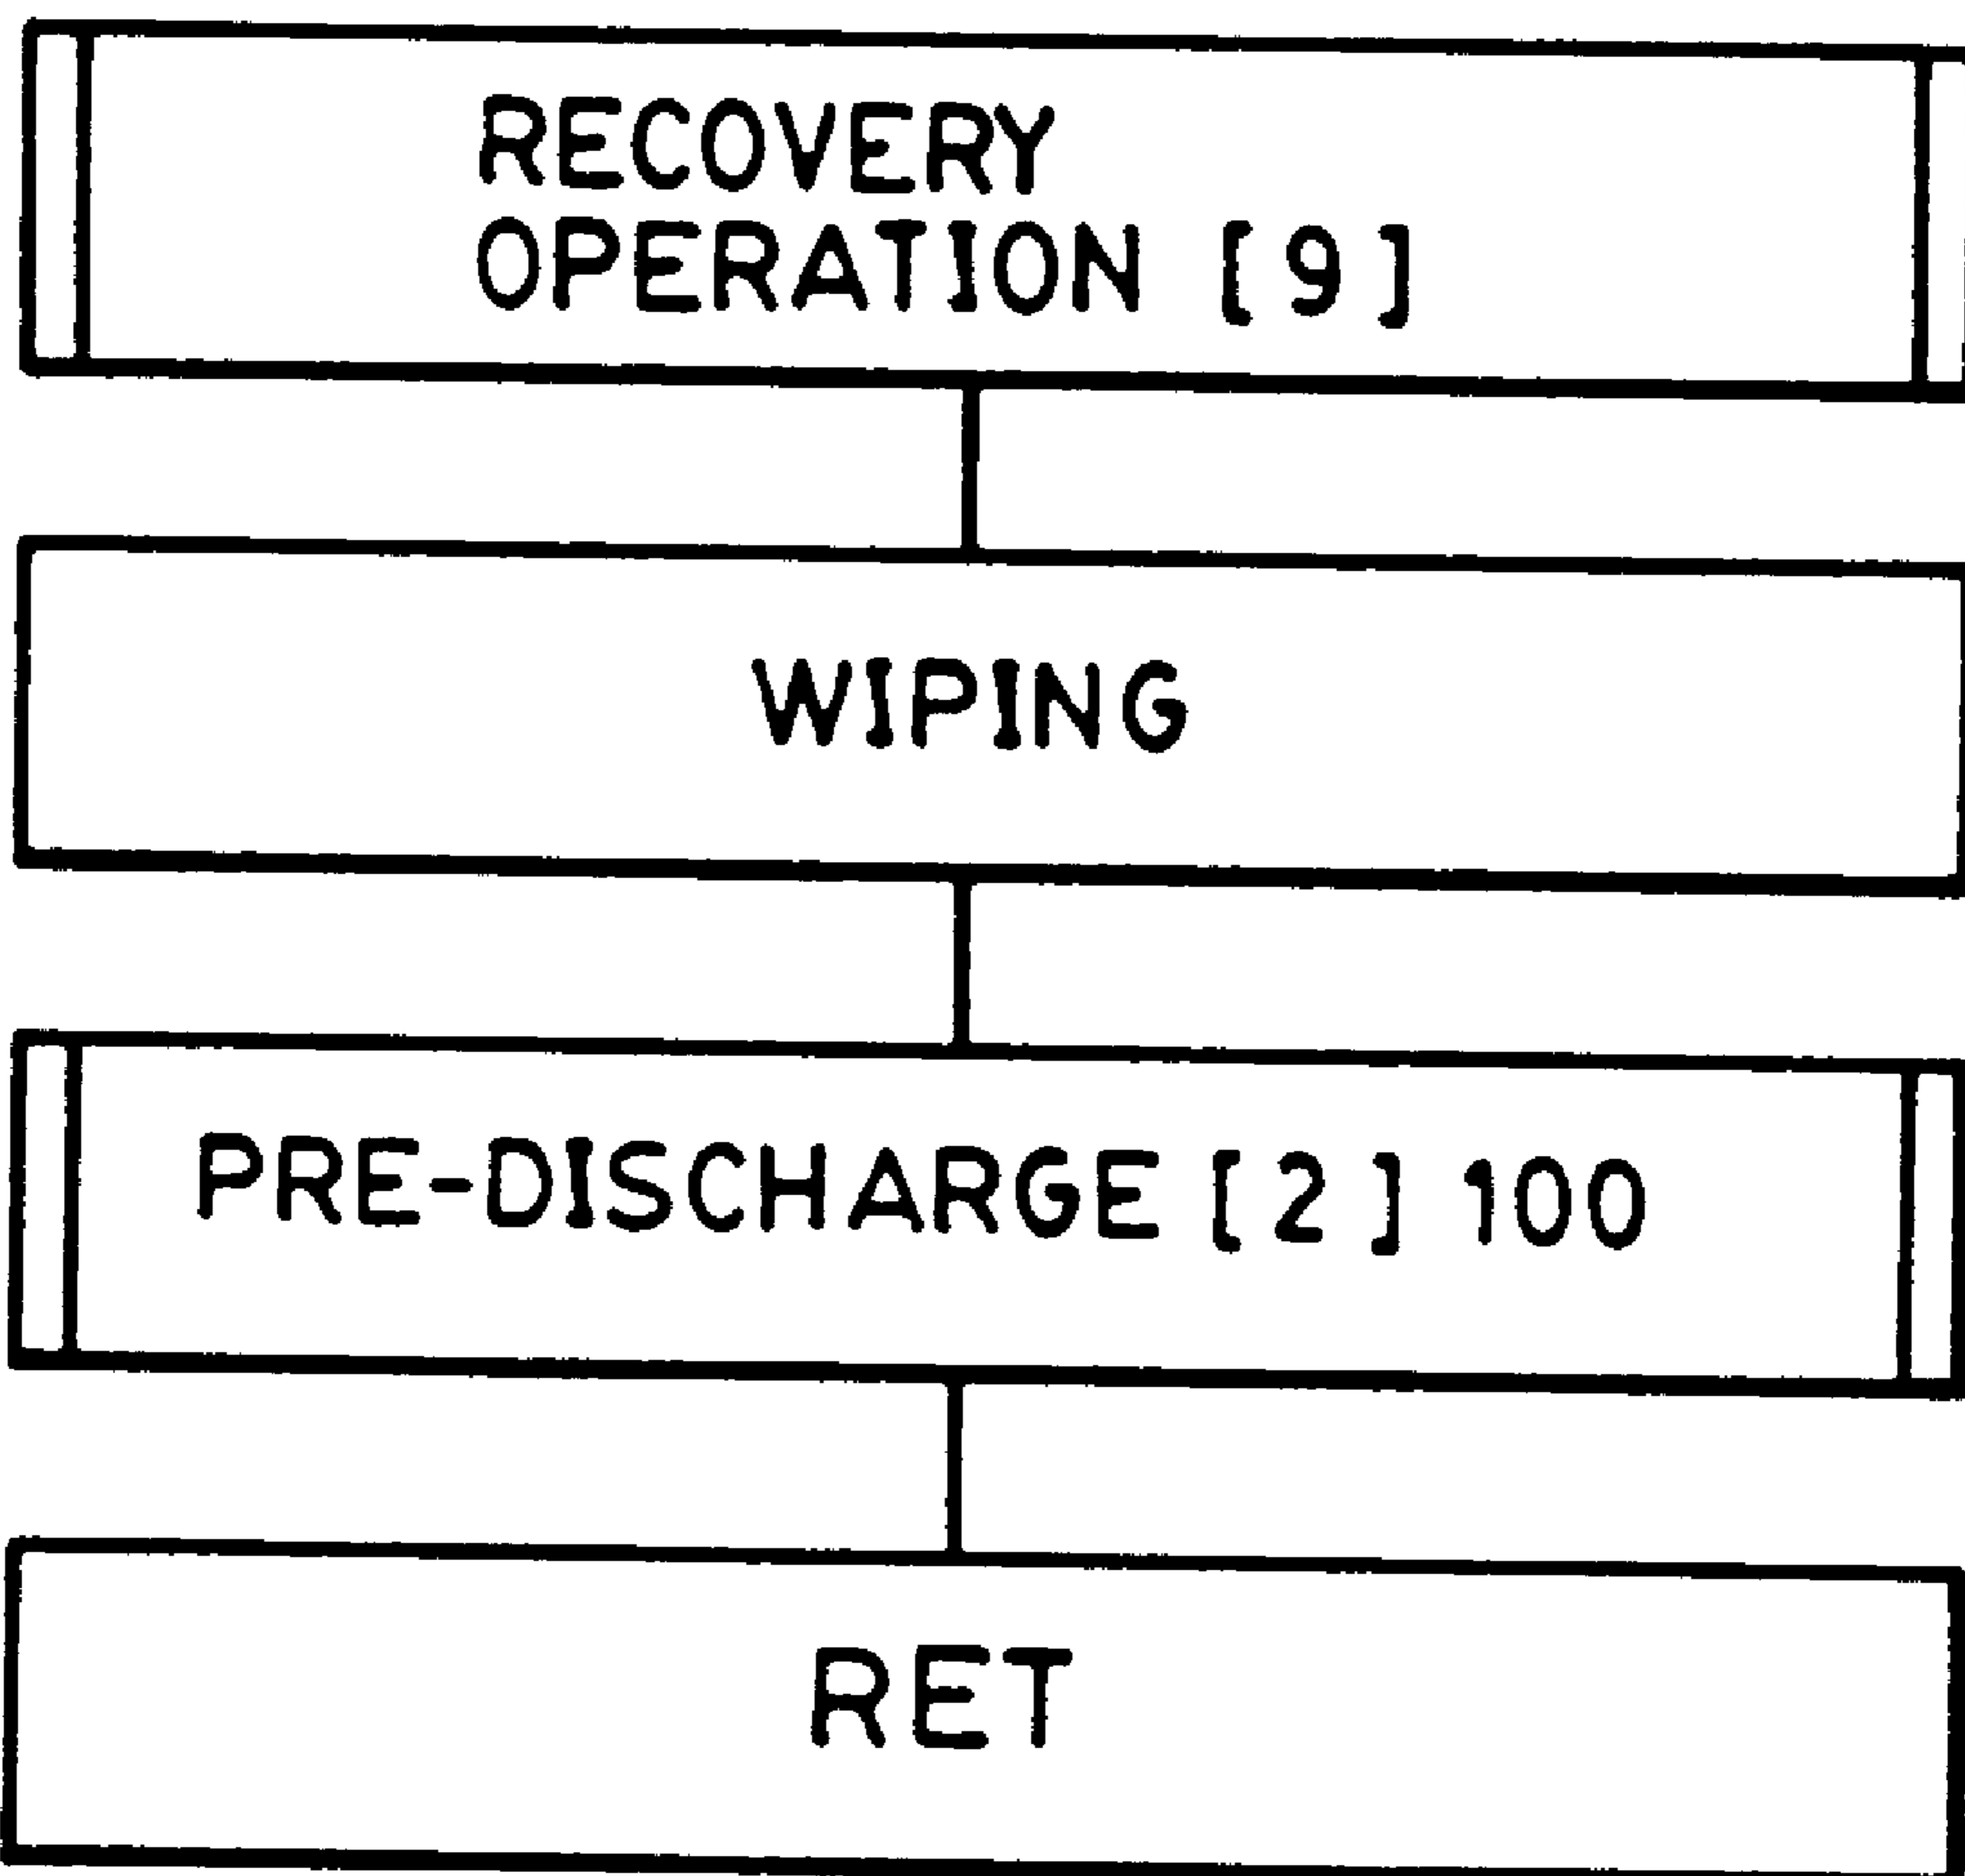 RECOVERY
OPERATION [9]
WIPING
PRE-DISCHARGE [2] 100
RET